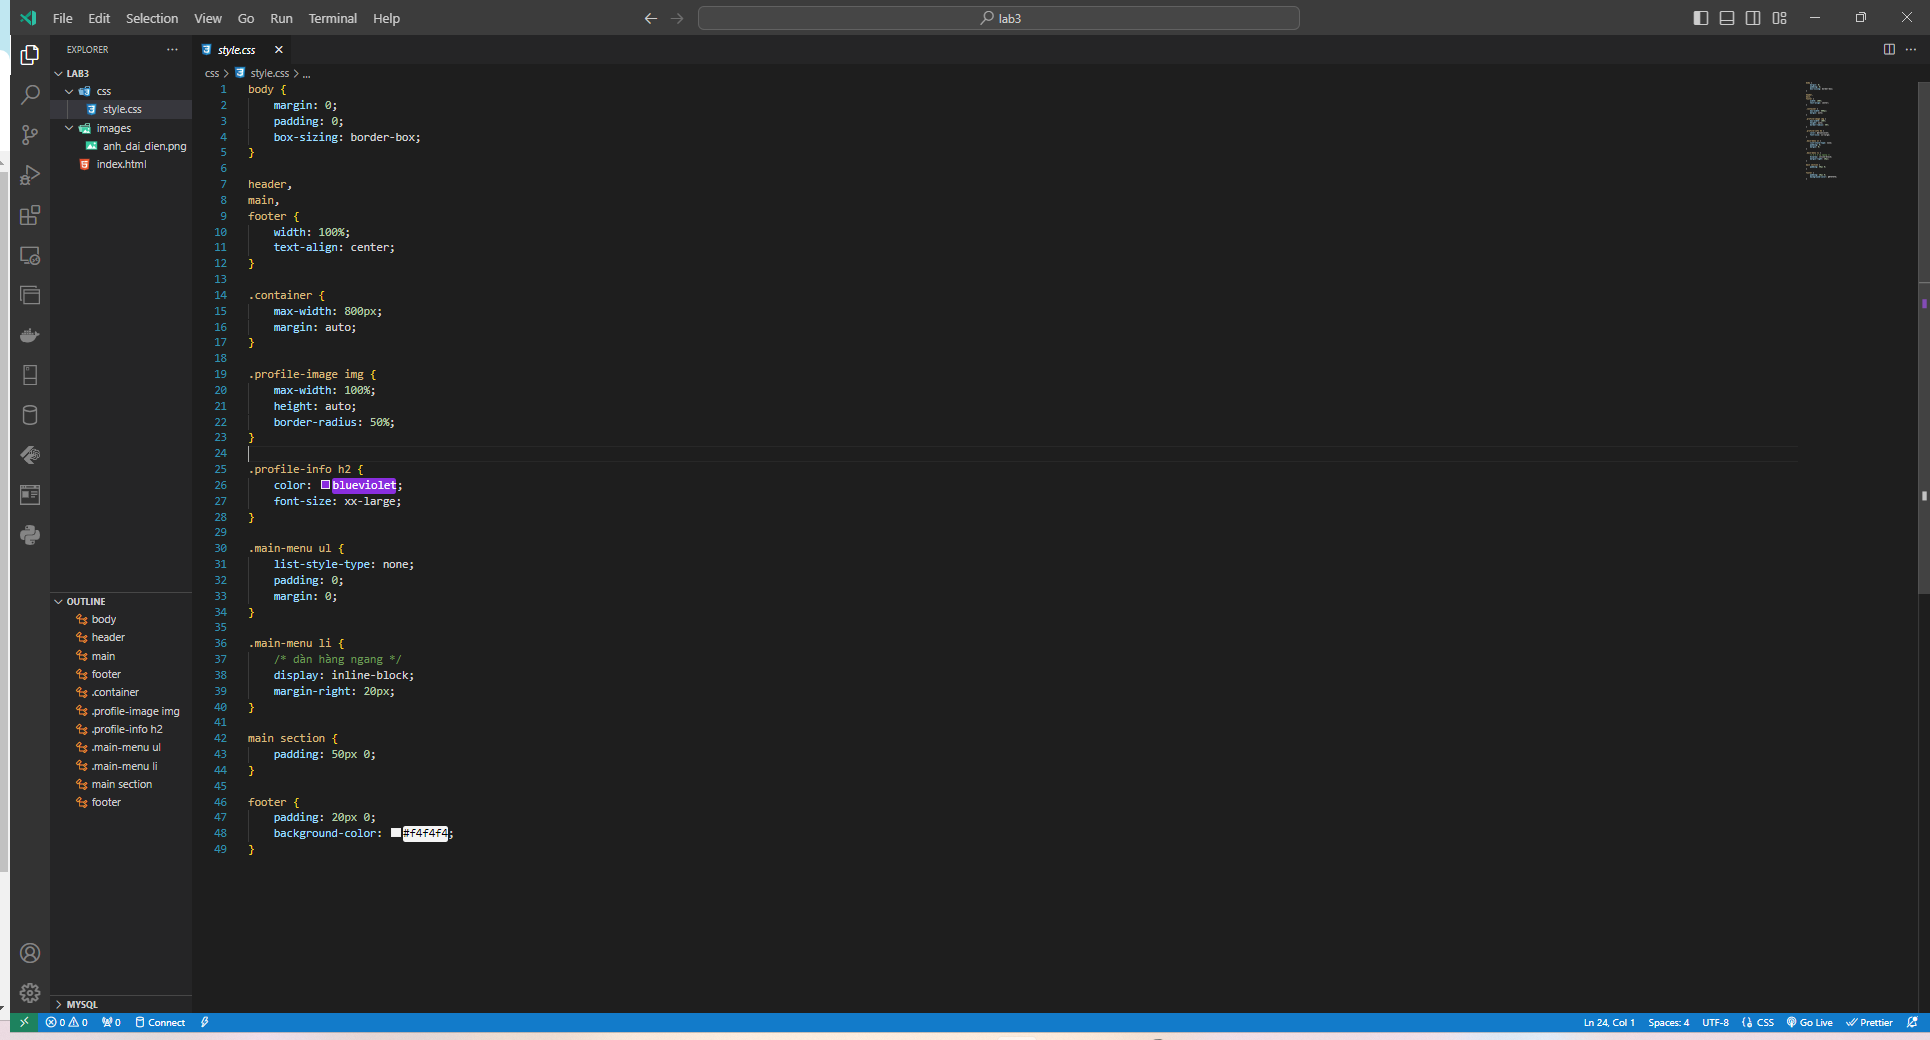 File Edit Selection View Go Run Terminal Help
lab3
EXPLORER
LAB3
css
style.css
images
anh_dai_dien.png
index.html
OUTLINE
body
header
main
footer
.container
.profile-image img
.profile-info h2
.main-menu ul
.main-menu li
main section
footer
MYSQL
style.css
css > style.css > ...
1 body {
2 margin: 0;
3 padding: 0;
4 box-sizing: border-box;
5 }
6
7 header,
8 main,
9 footer {
10 width: 100%;
11 text-align: center;
12 }
13
14 .container {
15 max-width: 800px;
16 margin: auto;
17 }
18
19 .profile-image img {
20 max-width: 100%;
21 height: auto;
22 border-radius: 50%;
23 }
24
25 .profile-info h2 {
26 color: blueviolet;
27 font-size: xx-large;
28 }
29
30 .main-menu ul {
31 list-style-type: none;
32 padding: 0;
33 margin: 0;
34 }
35
36 .main-menu li {
37 /* dàn hàng ngang */
38 display: inline-block;
39 margin-right: 20px;
40 }
41
42 main section {
43 padding: 50px 0;
44 }
45
46 footer {
47 padding: 20px 0;
48 background-color: #f4f4f4;
49 }
0 0 0 Connect Ln 24, Col 1 Spaces: 4 UTF-8 CSS Go Live Prettier